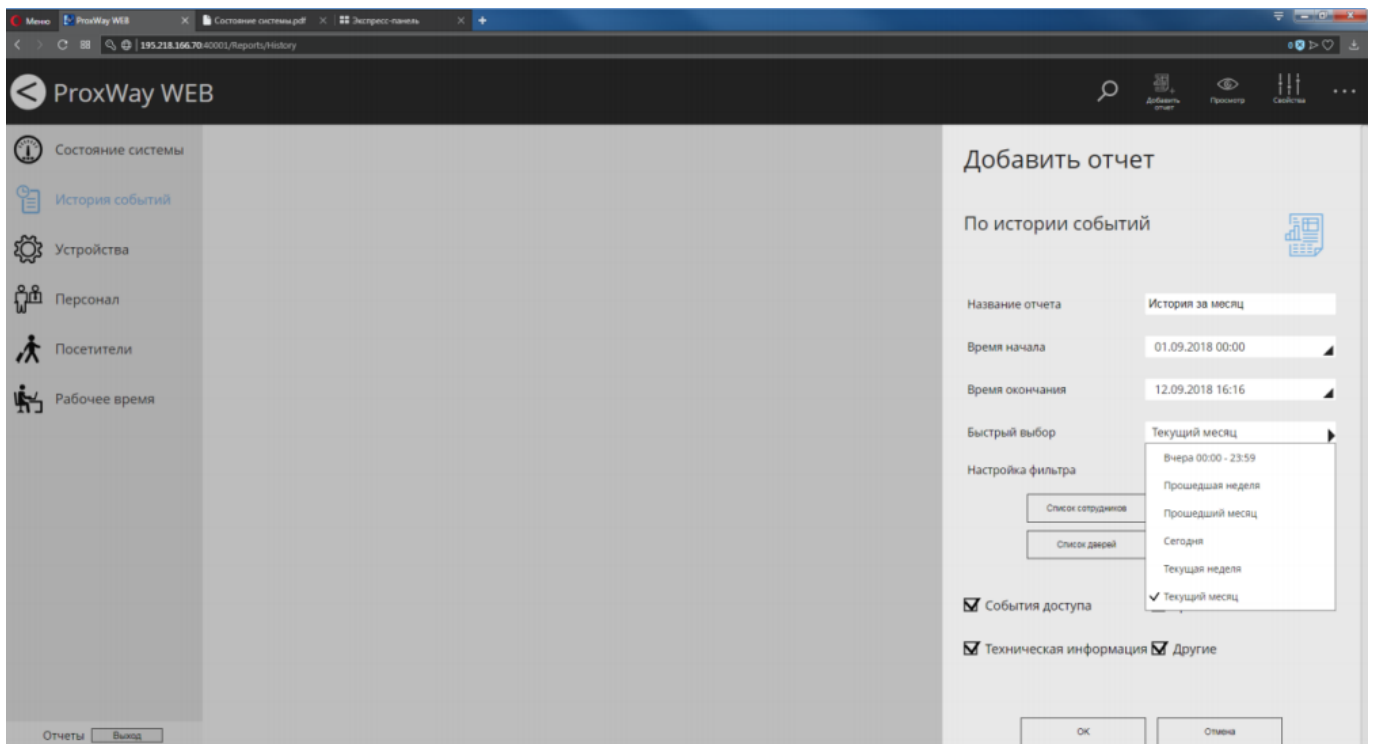 Меню
ProxWay WEB
Состояние системы.pdf
Экспресс-панель
195.218.166.70:40001/Reports/History
0
ProxWay WEB
Добавить отчет
Просмотр
Свойства
Состояние системы
История событий
Устройства
Персонал
Посетители
Рабочее время
Отчеты
Выход
Добавить отчет
По истории событий
Название отчета
История за месяц
Время начала
01.09.2018 00:00
Время окончания
12.09.2018 16:16
Быстрый выбор
Текущий месяц
Вчера 00:00 - 23:59
Прошедшая неделя
Прошедший месяц
Сегодня
Текущая неделя
Текущий месяц
Настройка фильтра
Список сотрудников
Список дверей
События доступа
Техническая информация
Другие
ОК
Отмена